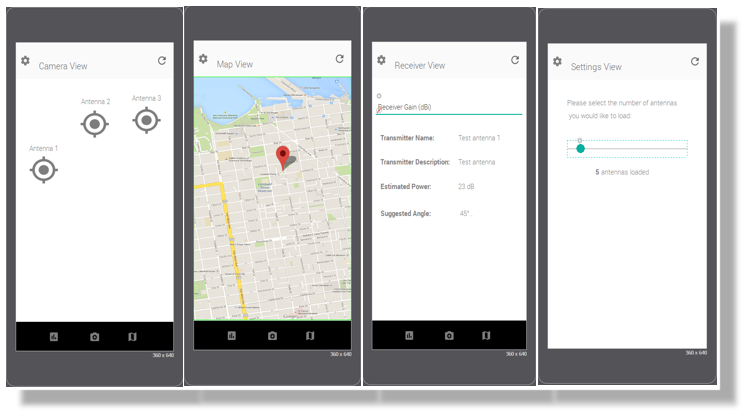 Camera View
Antenna 3
Antenna 2
Antenna 1
360 x 640
Map View
360 x 640
Receiver View
Receiver Gain (dBi)
Transmitter Name: Test antenna 1
Transmitter Description: Test antenna
Estimated Power: 23 dB
Suggested Angle: 45°
360 x 640
Settings View
Please select the number of antennas
you would like to load
5 antennas loaded
360 x 640